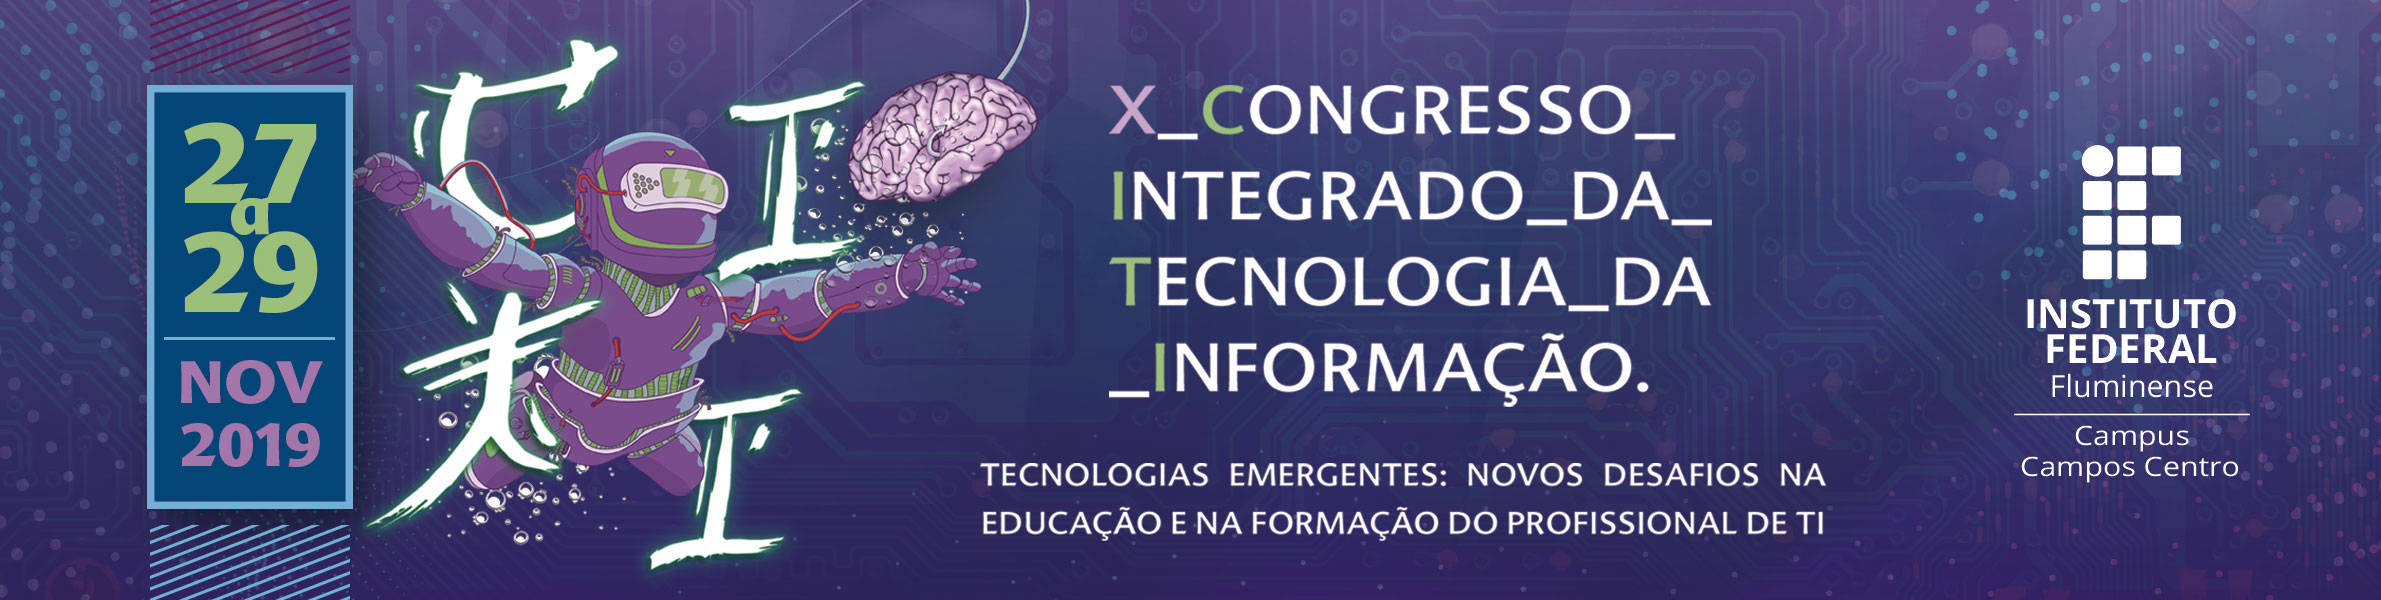 27
a
29
NOV
2019
C I
T I
X_CONGRESSO_
INTEGRADO_DA_
TECNOLOGIA_DA
_INFORMAÇÃO.
TECNOLOGIAS EMERGENTES: NOVOS DESAFIOS NA
EDUCAÇÃO E NA FORMAÇÃO DO PROFISSIONAL DE TI
INSTITUTO
FEDERAL
Fluminense
Campus
Campos Centro